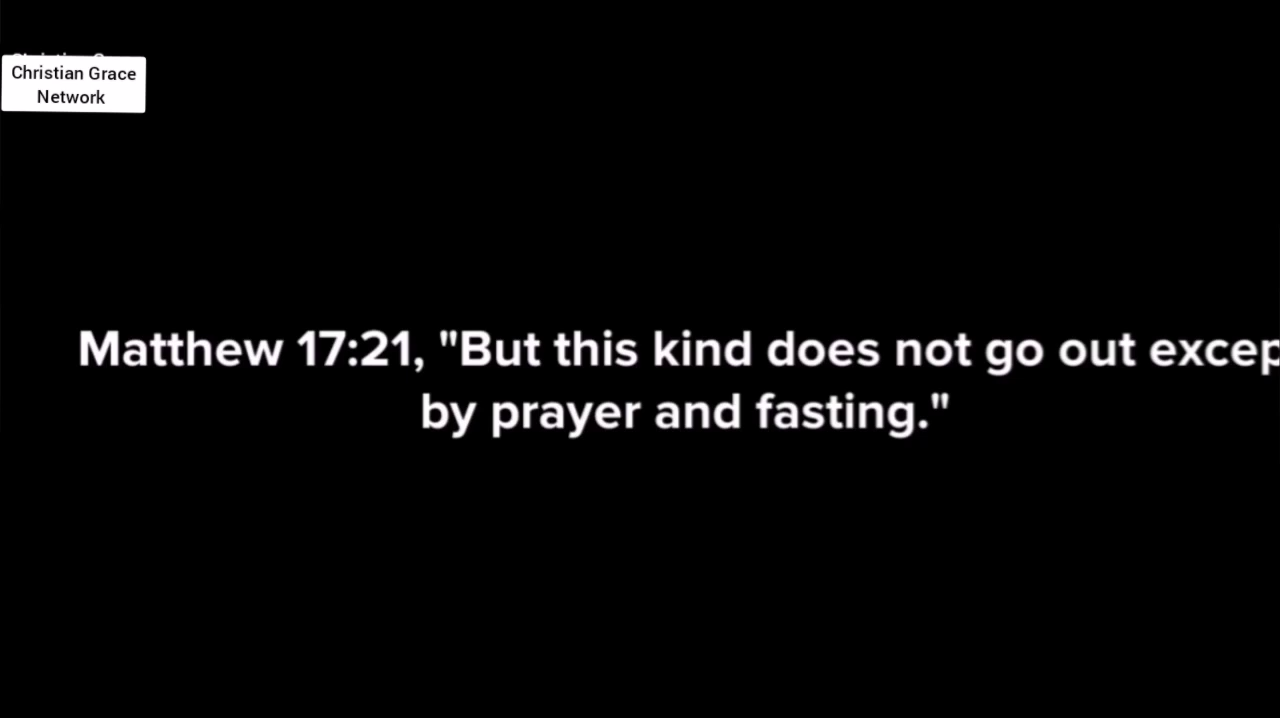 Christian Grace
Network
Matthew 17:21, "But this kind does not go out excep
by prayer and fasting."